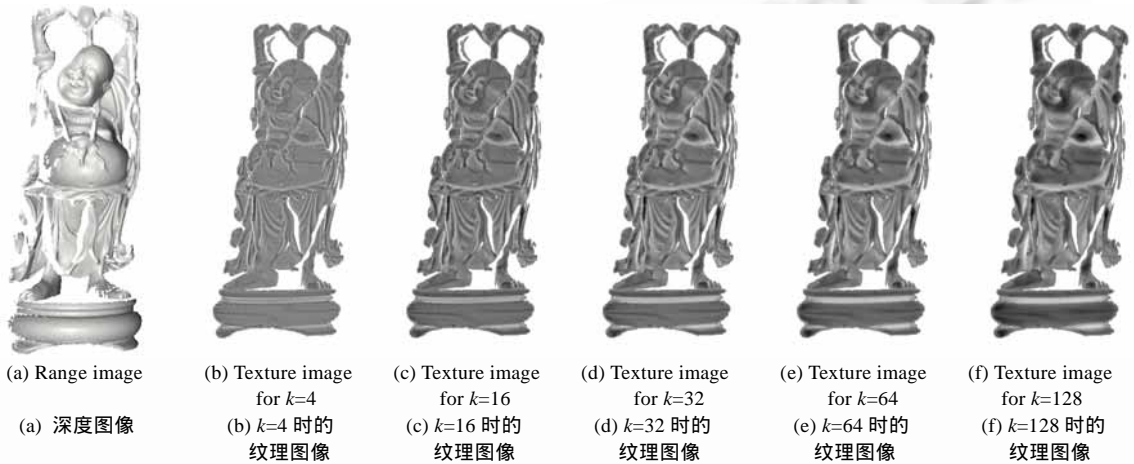 (a) Range image
(a) 深度图像
(b) Texture image
for k=4
(b) k=4 时的
纹理图像
(c) Texture image
for k=16
(c) k=16 时的
纹理图像
(d) Texture image
for k=32
(d) k=32 时的
纹理图像
(e) Texture image
for k=64
(e) k=64 时的
纹理图像
(f) Texture image
for k=128
(f) k=128 时的
纹理图像